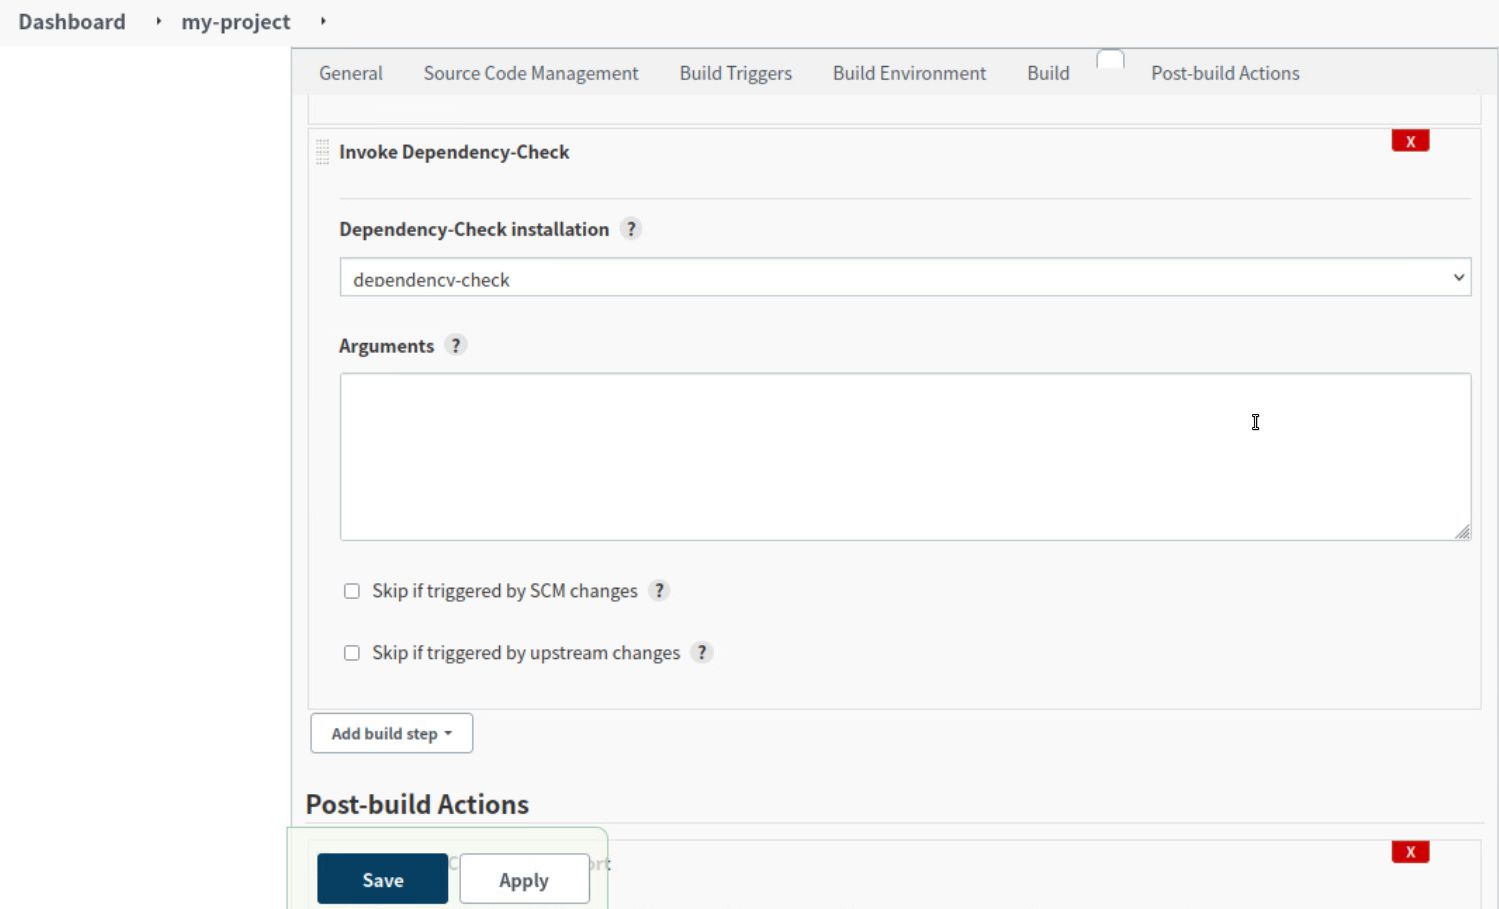 Dashboard my-project
General Source Code Management Build Triggers Build Environment Build Post-build Actions
Invoke Dependency-Check
X
Dependency-Check installation ?
dependency-check
Arguments ?
Skip if triggered by SCM changes ?
Skip if triggered by upstream changes ?
Add build step
Post-build Actions
X
Save Apply